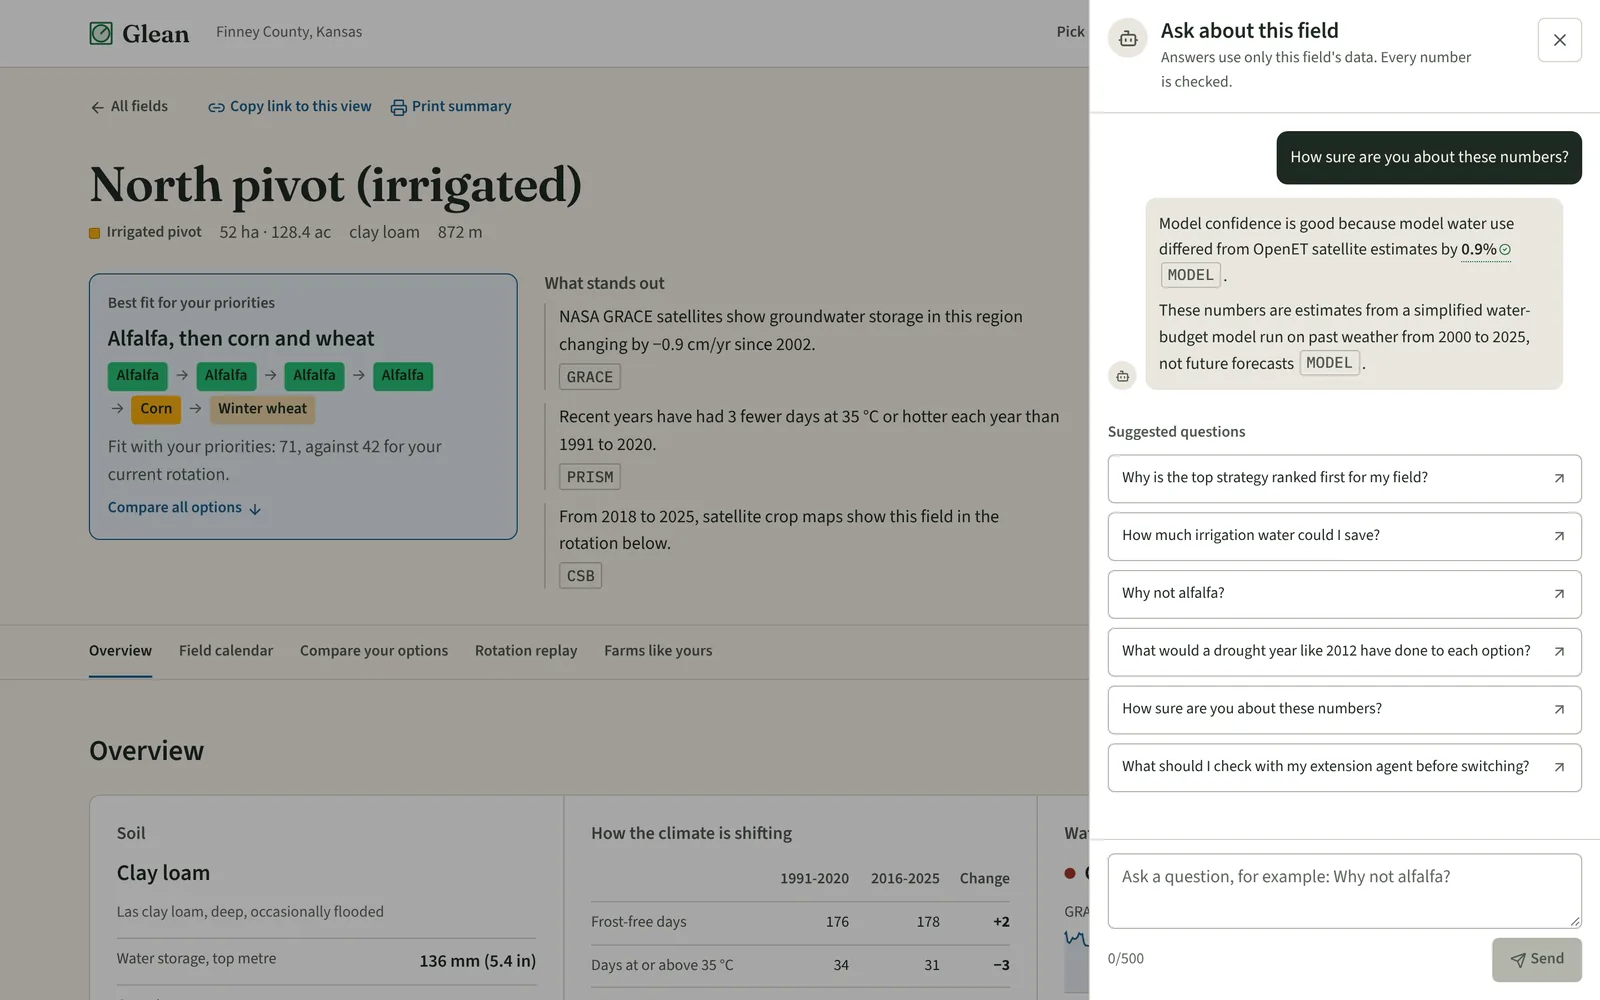 Glean
Finney County, Kansas
Pick
All fields
Copy link to this view
Print summary
North pivot (irrigated)
Irrigated pivot 52 ha · 128.4 ac clay loam 872 m
Best fit for your priorities
Alfalfa, then corn and wheat
Alfalfa → Alfalfa → Alfalfa → Alfalfa
→ Corn → Winter wheat
Fit with your priorities: 71, against 42 for your
current rotation.
Compare all options ↓
What stands out
NASA GRACE satellites show groundwater storage in this region
changing by −0.9 cm/yr since 2002.
GRACE
Recent years have had 3 fewer days at 35 °C or hotter each year than
1991 to 2020.
PRISM
From 2018 to 2025, satellite crop maps show this field in the
rotation below.
CSB
Overview Field calendar Compare your options Rotation replay Farms like yours
Overview
Soil
Clay loam
Las clay loam, deep, occasionally flooded
Water storage, top metre 136 mm (5.4 in)
How the climate is shifting
1991-2020 2016-2025 Change
Frost-free days 176 178 +2
Days at or above 35 °C 34 31 −3
Ask about this field
Answers use only this field's data. Every number
is checked.
How sure are you about these numbers?
Model confidence is good because model water use
differed from OpenET satellite estimates by 0.9%
MODEL .
These numbers are estimates from a simplified water-
budget model run on past weather from 2000 to 2025,
not future forecasts MODEL .
Suggested questions
Why is the top strategy ranked first for my field?
How much irrigation water could I save?
Why not alfalfa?
What would a drought year like 2012 have done to each option?
How sure are you about these numbers?
What should I check with my extension agent before switching?
Ask a question, for example: Why not alfalfa?
0/500
Send